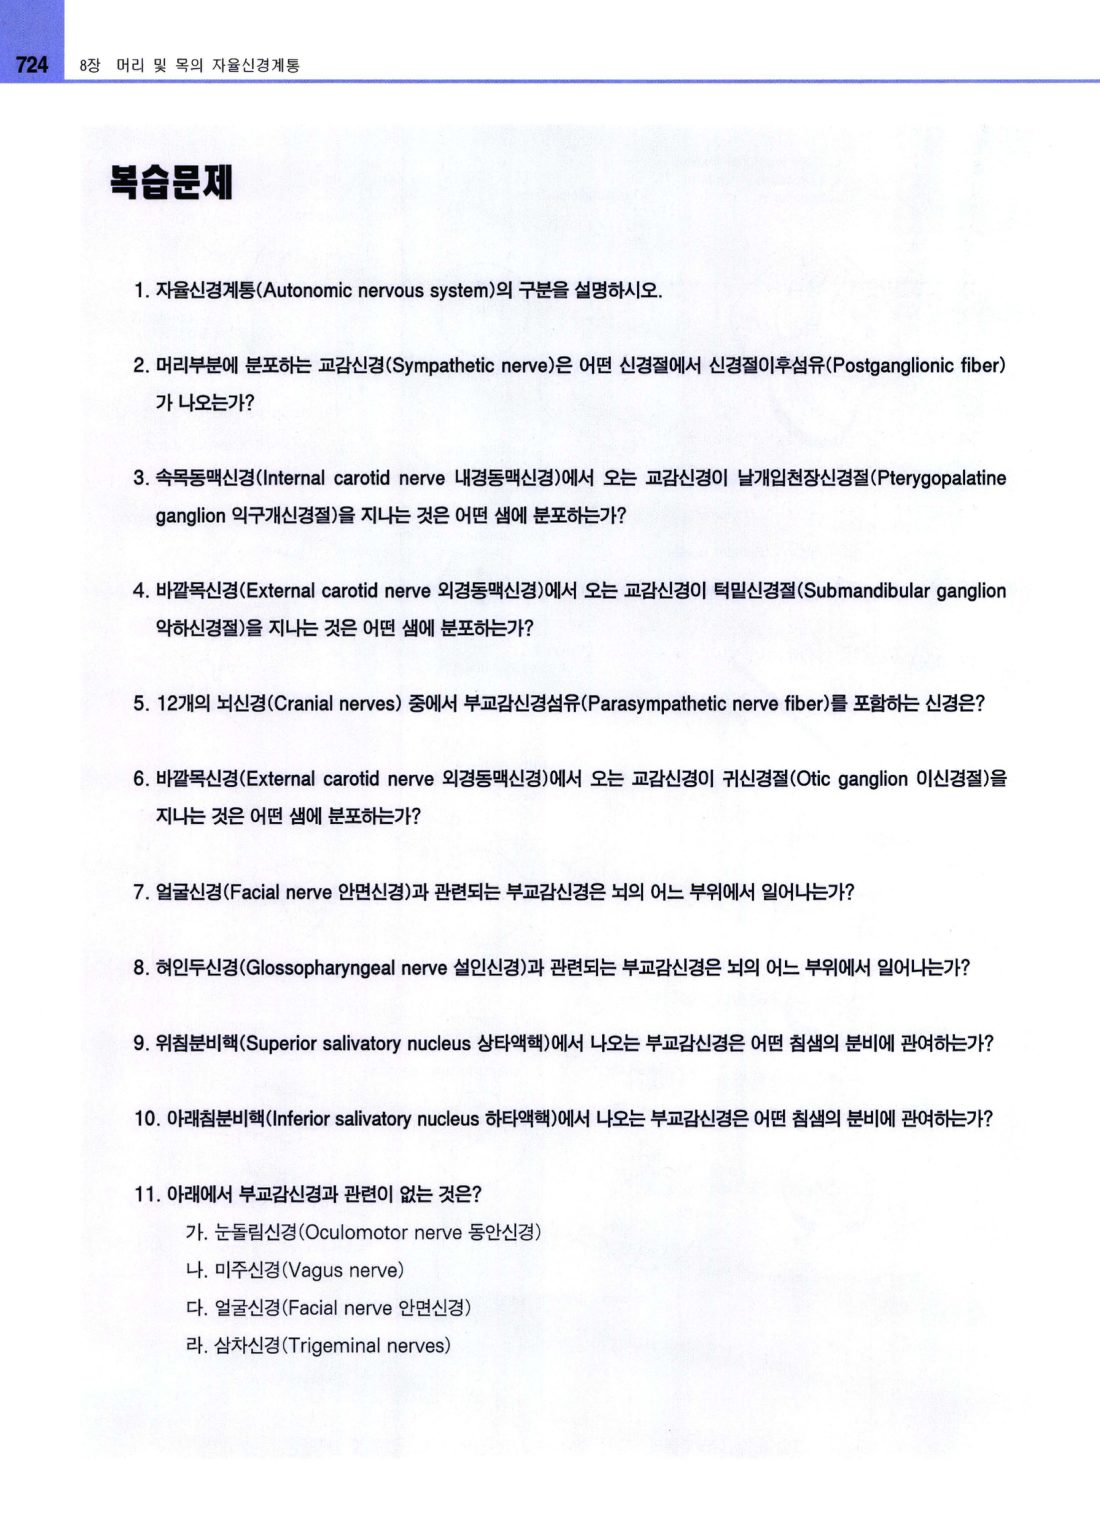 724
8장 머리 및 목의 자율신경계통
복습문제
1. 자율신경계통(Autonomic nervous system)의 구분을 설명하시오.
2. 머리부분에 분포하는 교감신경(Sympathetic nerve)은 어떤 신경절에서 신경절이후섬유(Postganglionic fiber)
가 나오는가?
3. 속목동맥신경(Internal carotid nerve 내경동맥신경)에서 오는 교감신경이 날개입천장신경절(Pterygopalatine
ganglion 익구개신경절)을 지나는 것은 어떤 샘에 분포하는가?
4. 바깥목신경(External carotid nerve 외경동맥신경)에서 오는 교감신경이 턱밑신경절(Submandibular ganglion
악하신경절)을 지나는 것은 어떤 샘에 분포하는가?
5. 12개의 뇌신경(Cranial nerves) 중에서 부교감신경섬유(Parasympathetic nerve fiber)를 포함하는 신경은?
6. 바깥목신경(External carotid nerve 외경동맥신경)에서 오는 교감신경이 귀신경절(Otic ganglion 이신경절)을
지나는 것은 어떤 샘에 분포하는가?
7. 얼굴신경(Facial nerve 안면신경)과 관련되는 부교감신경은 뇌의 어느 부위에서 일어나는가?
8. 혀인두신경(Glossopharyngeal nerve 설인신경)과 관련되는 부교감신경은 뇌의 어느 부위에서 일어나는가?
9. 위침분비핵(Superior salivatory nucleus 상타액핵)에서 나오는 부교감신경은 어떤 침샘의 분비에 관여하는가?
10. 아래침분비핵(Inferior salivatory nucleus 하타액핵)에서 나오는 부교감신경은 어떤 침샘의 분비에 관여하는가?
11. 아래에서 부교감신경과 관련이 없는 것은?
가. 눈돌림신경(Oculomotor nerve 동안신경)
나. 미주신경(Vagus nerve)
다. 얼굴신경(Facial nerve 안면신경)
라. 삼차신경(Trigeminal nerves)